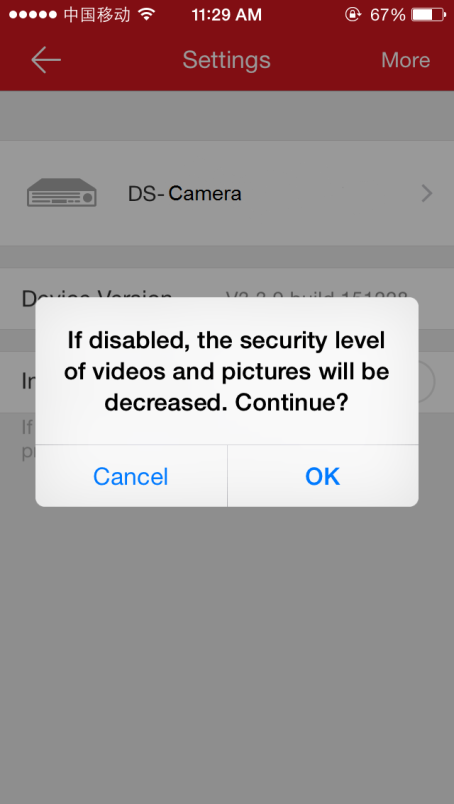 中国移动 11:29 AM 67%
Settings More
DS-Camera
Device Version
If disabled, the security level
of videos and pictures will be
decreased. Continue?
If
Cancel OK